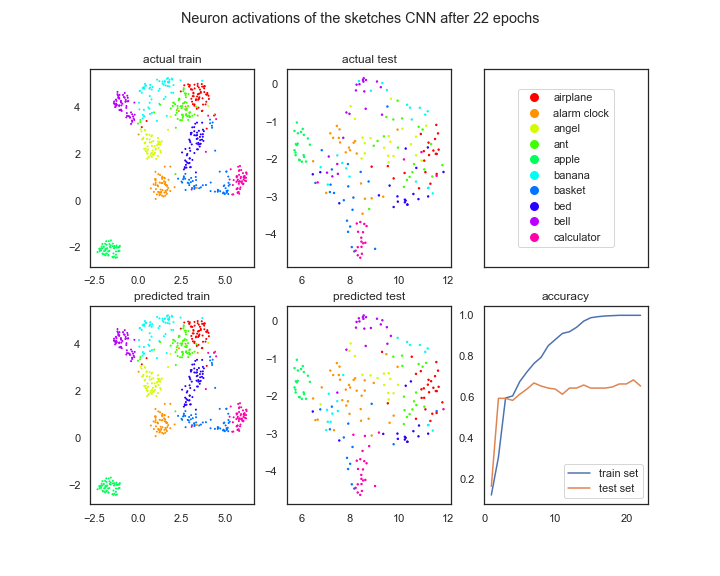 Neuron activations of the sketches CNN after 22 epochs
actual train
4
2
0
−2
−2.5 0.0 2.5 5.0
actual test
0
−1
−2
−3
−4
6 8 10 12
airplane
alarm clock
angel
ant
apple
banana
basket
bed
bell
calculator
predicted train
4
2
0
−2
−2.5 0.0 2.5 5.0
predicted test
0
−1
−2
−3
−4
6 8 10 12
accuracy
1.0
0.8
0.6
0.4
0.2
0 10 20
train set
test set